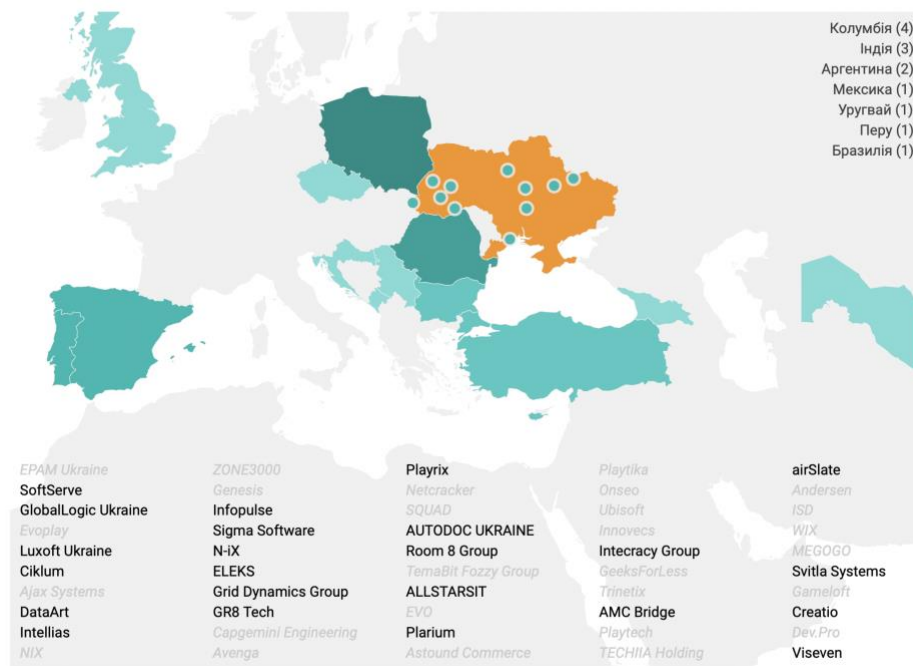 Колумбія (4)
Індія (3)
Аргентина (2)
Мексика (1)
Уругвай (1)
Перу (1)
Бразилія (1)
EPAM Ukraine
SoftServe
GlobalLogic Ukraine
Evoplay
Luxoft Ukraine
Ciklum
Ajax Systems
DataArt
Intellias
NIX
ZONE3000
Genesis
Infopulse
Sigma Software
N-iX
ELEKS
Grid Dynamics Group
GR8 Tech
Capgemini Engineering
Avenga
Playrix
Netcracker
SQUAD
AUTODOC UKRAINE
Room 8 Group
TemaBit Fozzy Group
ALLSTARSIT
EVO
Plarium
Astound Commerce
Playtika
Onseo
Ubisoft
Innovecs
Intecracy Group
GeeksForLess
Trinetix
AMC Bridge
Playtech
TECHIIA Holding
airSlate
Andersen
ISD
WIX
MEGOGO
Svitla Systems
Gameloft
Creatio
Dev.Pro
Viseven